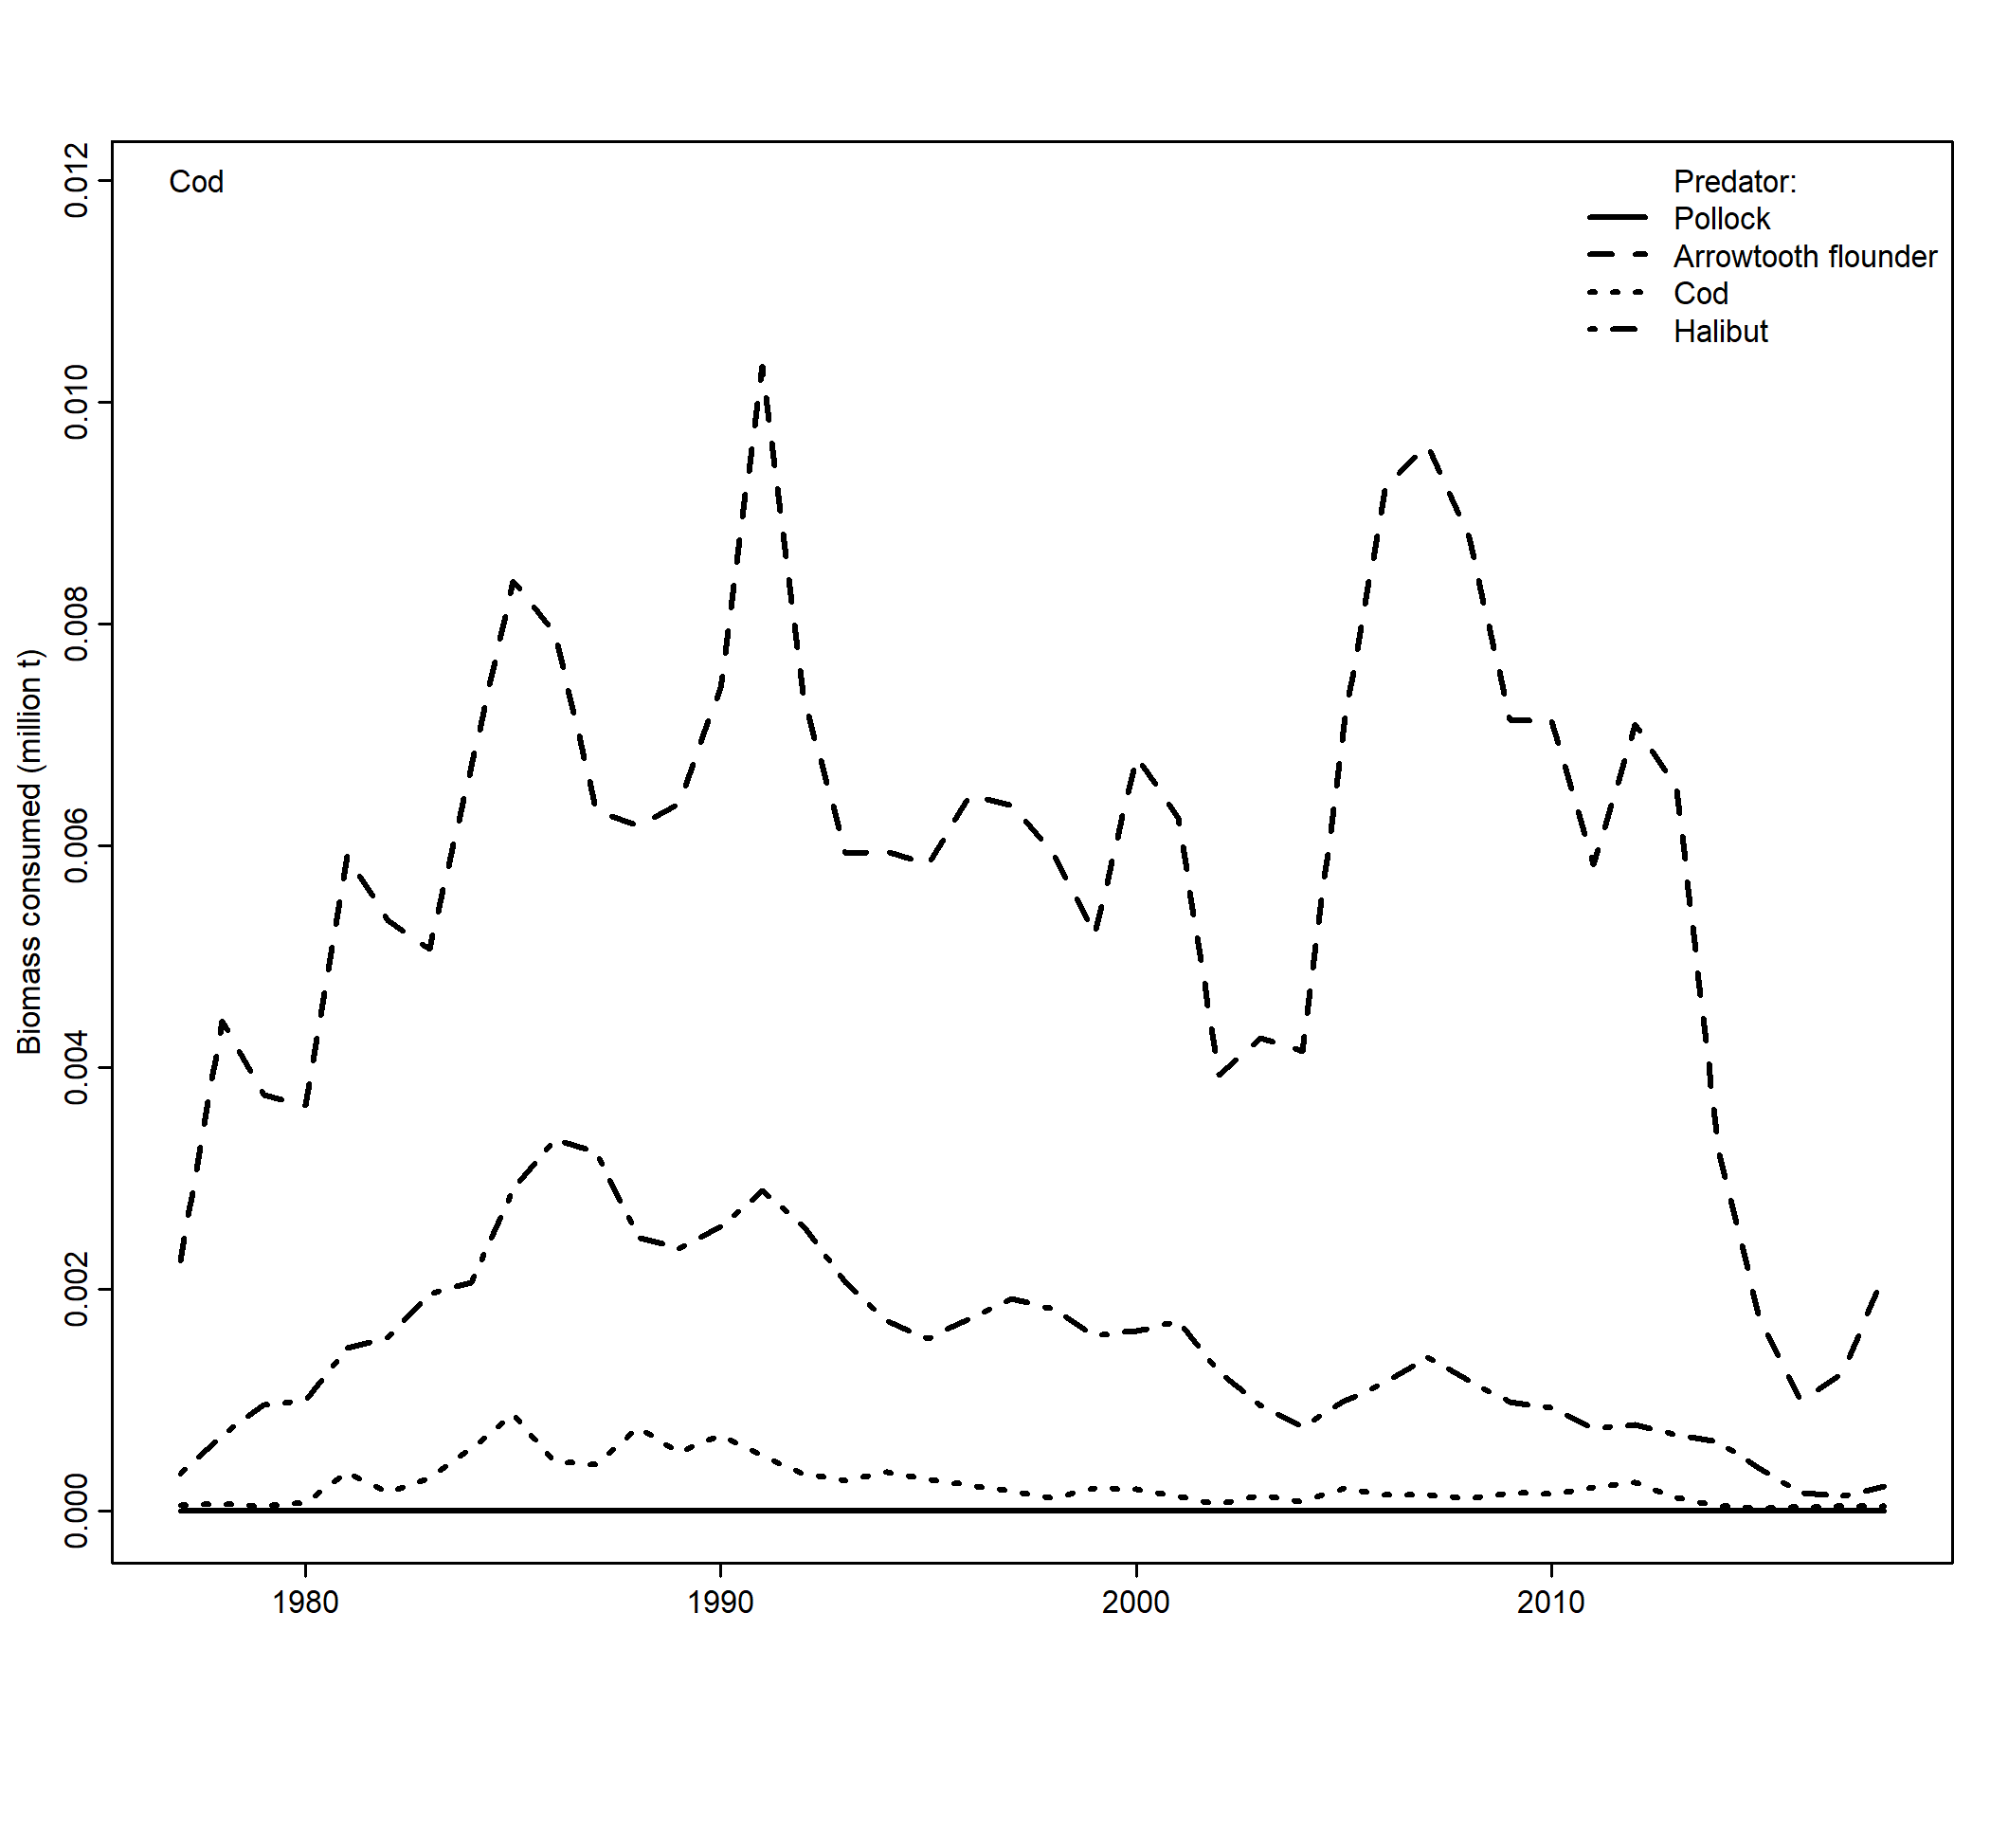 Cod
Predator:
Pollock
Arrowtooth flounder
Cod
Halibut
Biomass consumed (million t)
0.012
0.010
0.008
0.006
0.004
0.002
0.000
1980
1990
2000
2010